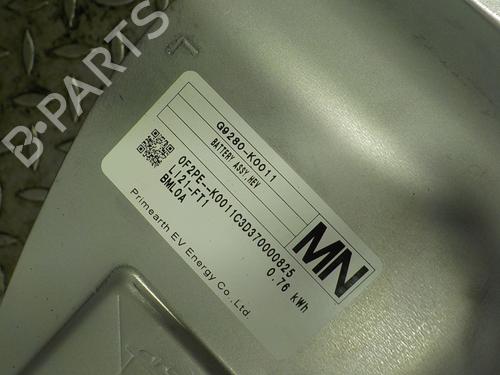 B-PARTS
G9280-K0011
BATTERY ASSY, HEV
0F2PE--K0011C3D370000825
LI21-FT1
BML0A
0.76 kWh
MN
Primearth EV Energy Co.,Ltd.